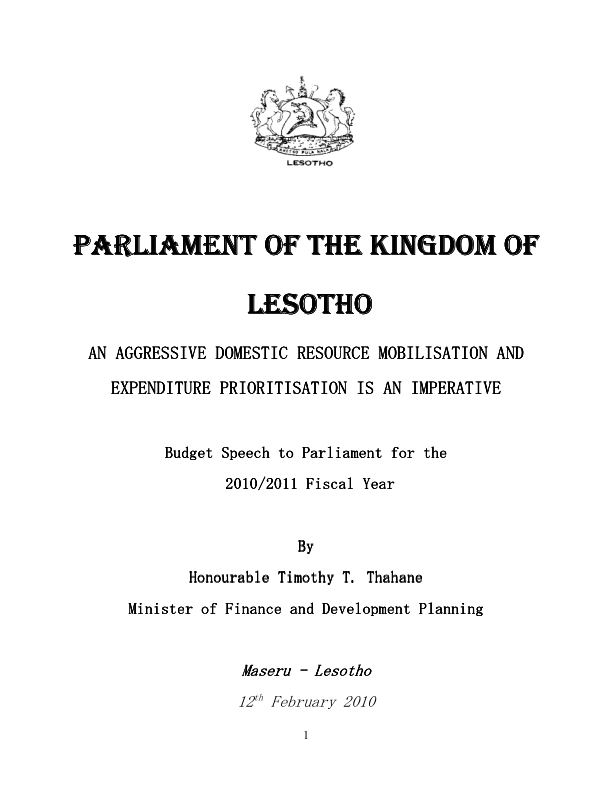 LESOTHO
PARLIAMENT OF THE KINGDOM OF
LESOTHO
AN AGGRESSIVE DOMESTIC RESOURCE MOBILISATION AND
EXPENDITURE PRIORITISATION IS AN IMPERATIVE
Budget Speech to Parliament for the
2010/2011 Fiscal Year
By
Honourable Timothy T. Thahane
Minister of Finance and Development Planning
Maseru - Lesotho
12th February 2010
1